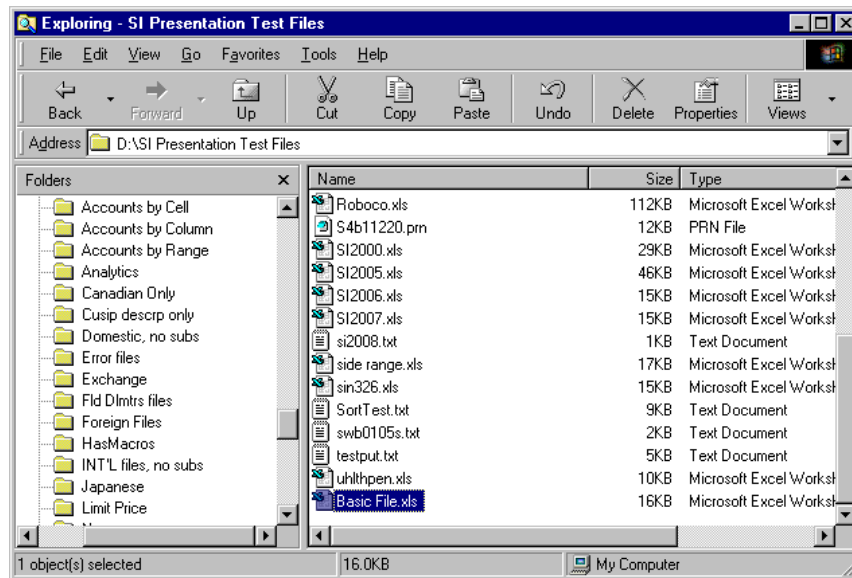 Exploring - SI Presentation Test Files
File Edit View Go Favorites Tools Help
Back Forward Up Cut Copy Paste Undo Delete Properties Views
Address D:\SI Presentation Test Files
Folders
Accounts by Cell
Accounts by Column
Accounts by Range
Analytics
Canadian Only
Cusip descrp only
Domestic, no subs
Error files
Exchange
Fld Dlmtrs files
Foreign Files
HasMacros
INT'L files, no subs
Japanese
Limit Price
Name Size Type
Roboco.xls 112KB Microsoft Excel Worksh
S4b11220.prn 12KB PRN File
SI2000.xls 29KB Microsoft Excel Worksh
SI2005.xls 46KB Microsoft Excel Worksh
SI2006.xls 15KB Microsoft Excel Worksh
SI2007.xls 15KB Microsoft Excel Worksh
si2008.txt 1KB Text Document
side range.xls 17KB Microsoft Excel Worksh
sin326.xls 15KB Microsoft Excel Worksh
SortTest.txt 9KB Text Document
swb0105s.txt 2KB Text Document
testput.txt 5KB Text Document
uhlthpen.xls 10KB Microsoft Excel Worksh
Basic File.xls 16KB Microsoft Excel Worksh
1 object(s) selected 16.0KB My Computer